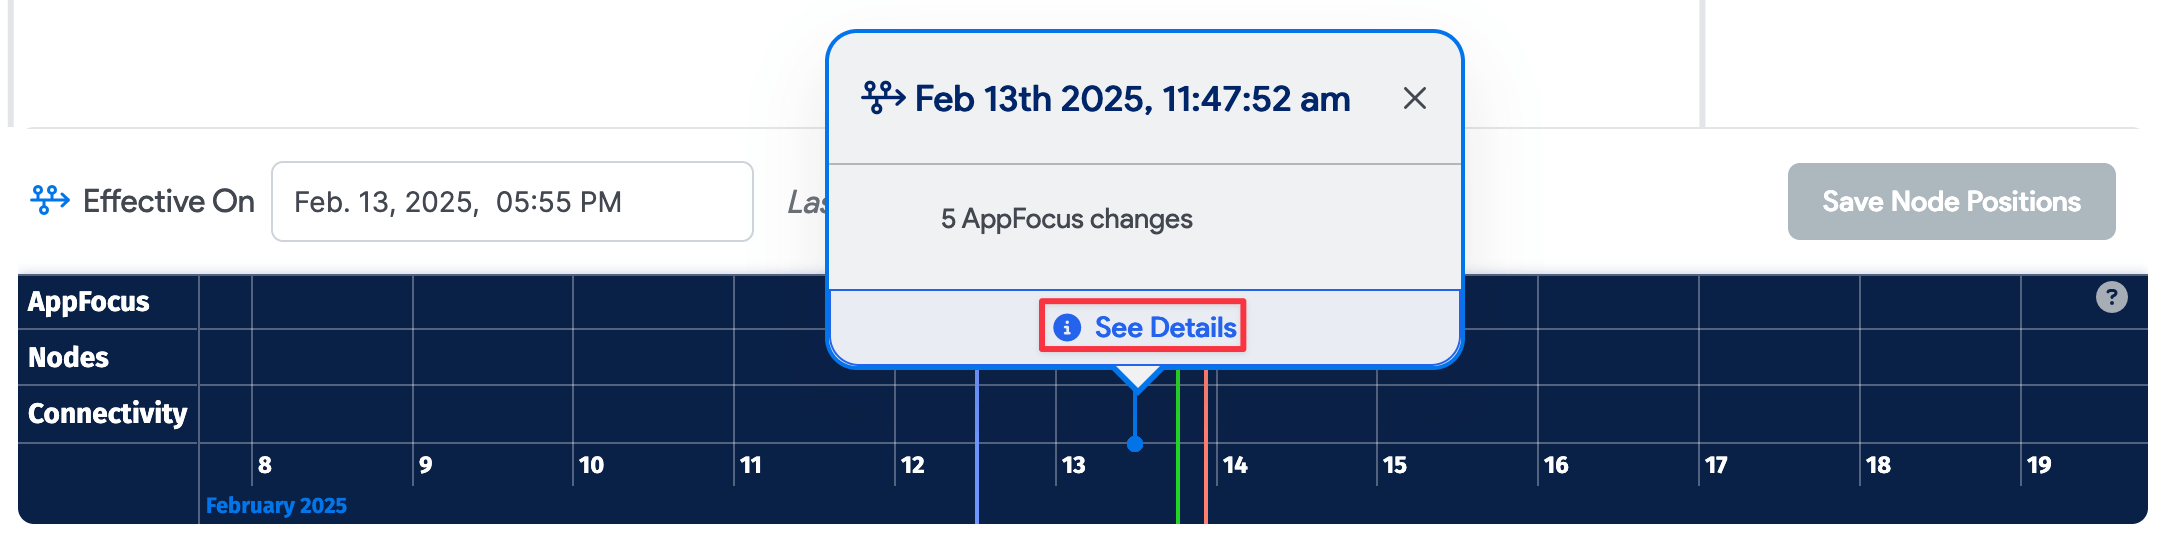 Feb 13th 2025, 11:47:52 am
5 AppFocus changes
See Details
Effective On
Feb. 13, 2025, 05:55 PM
Save Node Positions
AppFocus
?
Nodes
Connectivity
8 9 10 11 12 13 14 15 16 17 18 19
February 2025